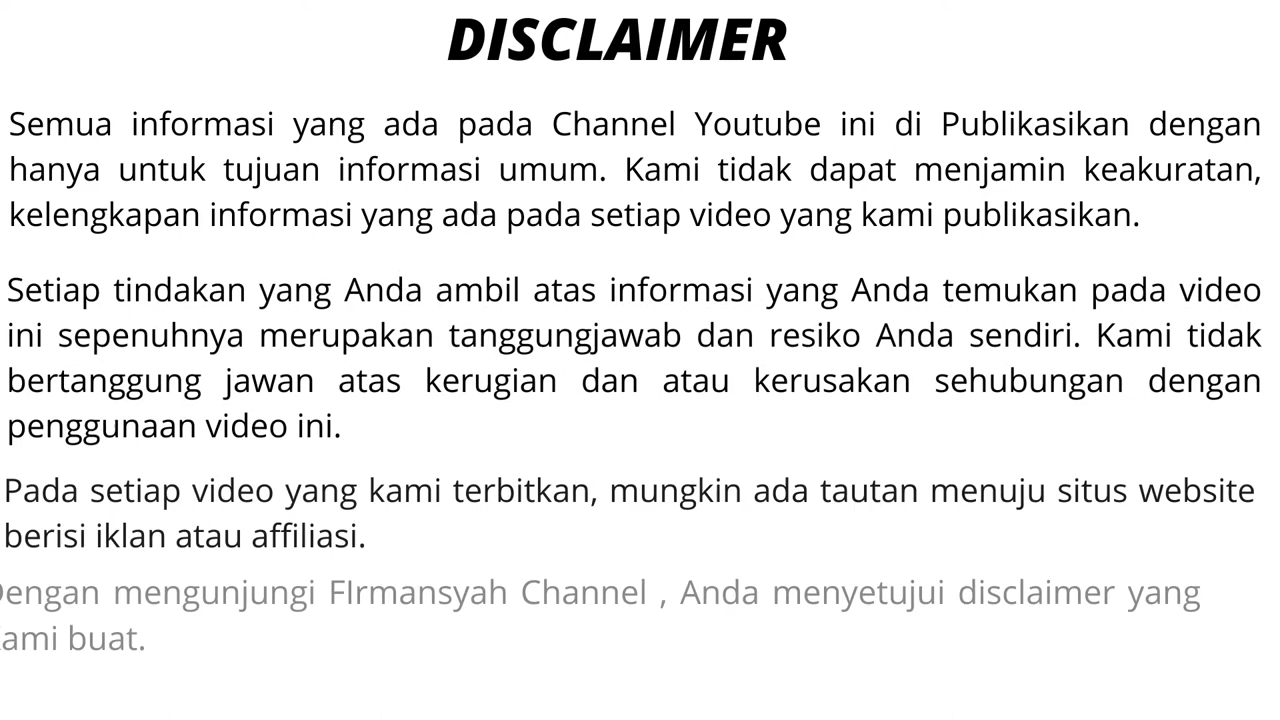 DISCLAIMER
Semua informasi yang ada pada Channel Youtube ini di Publikasikan dengan
hanya untuk tujuan informasi umum. Kami tidak dapat menjamin keakuratan,
kelengkapan informasi yang ada pada setiap video yang kami publikasikan.
Setiap tindakan yang Anda ambil atas informasi yang Anda temukan pada video
ini sepenuhnya merupakan tanggungjawab dan resiko Anda sendiri. Kami tidak
bertanggung jawan atas kerugian dan atau kerusakan sehubungan dengan
penggunaan video ini.
Pada setiap video yang kami terbitkan, mungkin ada tautan menuju situs website
berisi iklan atau affiliasi.
Dengan mengunjungi FIrmansyah Channel , Anda menyetujui disclaimer yang
kami buat.